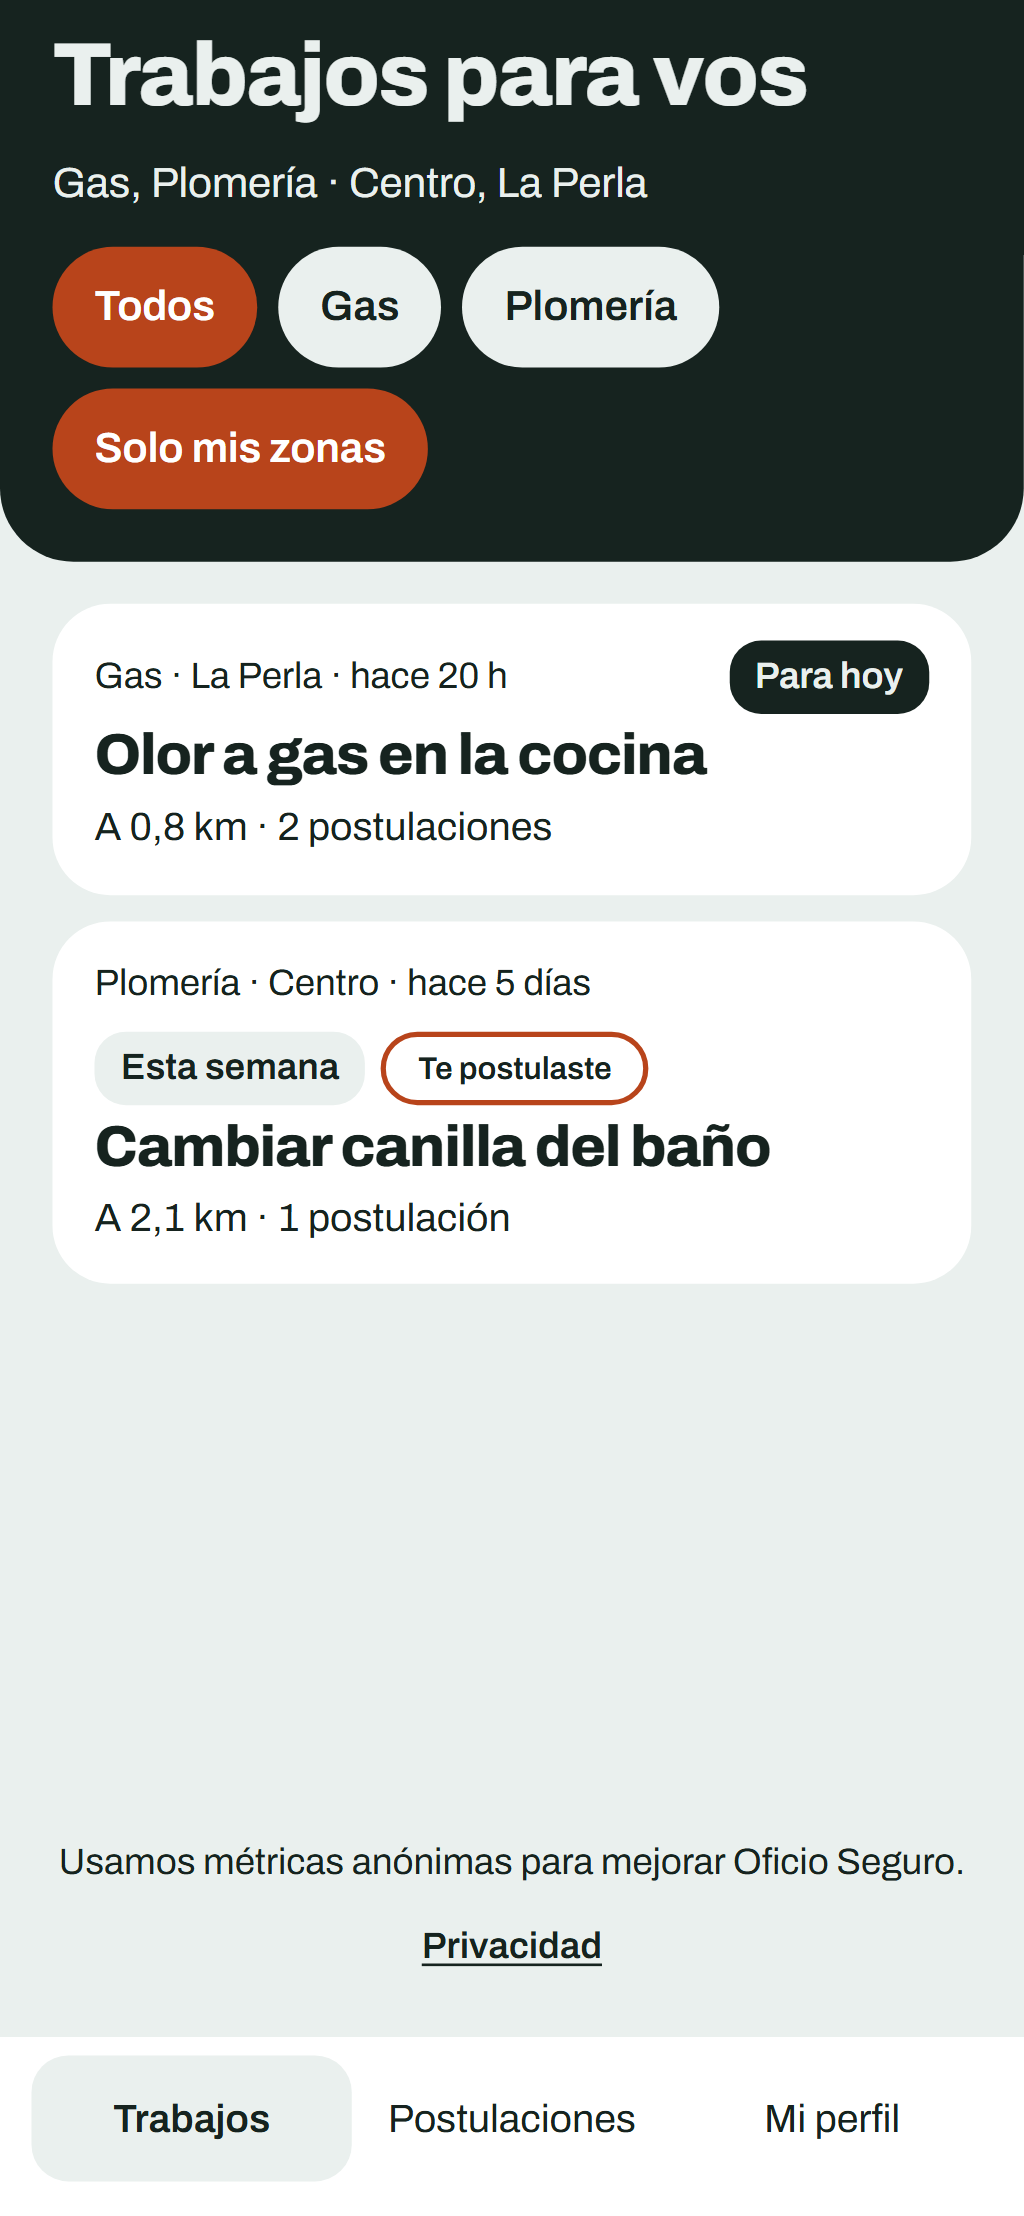 Trabajos para vos
Gas, Plomería · Centro, La Perla
Todos
Gas
Plomería
Solo mis zonas
Gas · La Perla · hace 20 h
Para hoy
Olor a gas en la cocina
A 0,8 km · 2 postulaciones
Plomería · Centro · hace 5 días
Esta semana
Te postulaste
Cambiar canilla del baño
A 2,1 km · 1 postulación
Usamos métricas anónimas para mejorar Oficio Seguro.
Privacidad
Trabajos
Postulaciones
Mi perfil